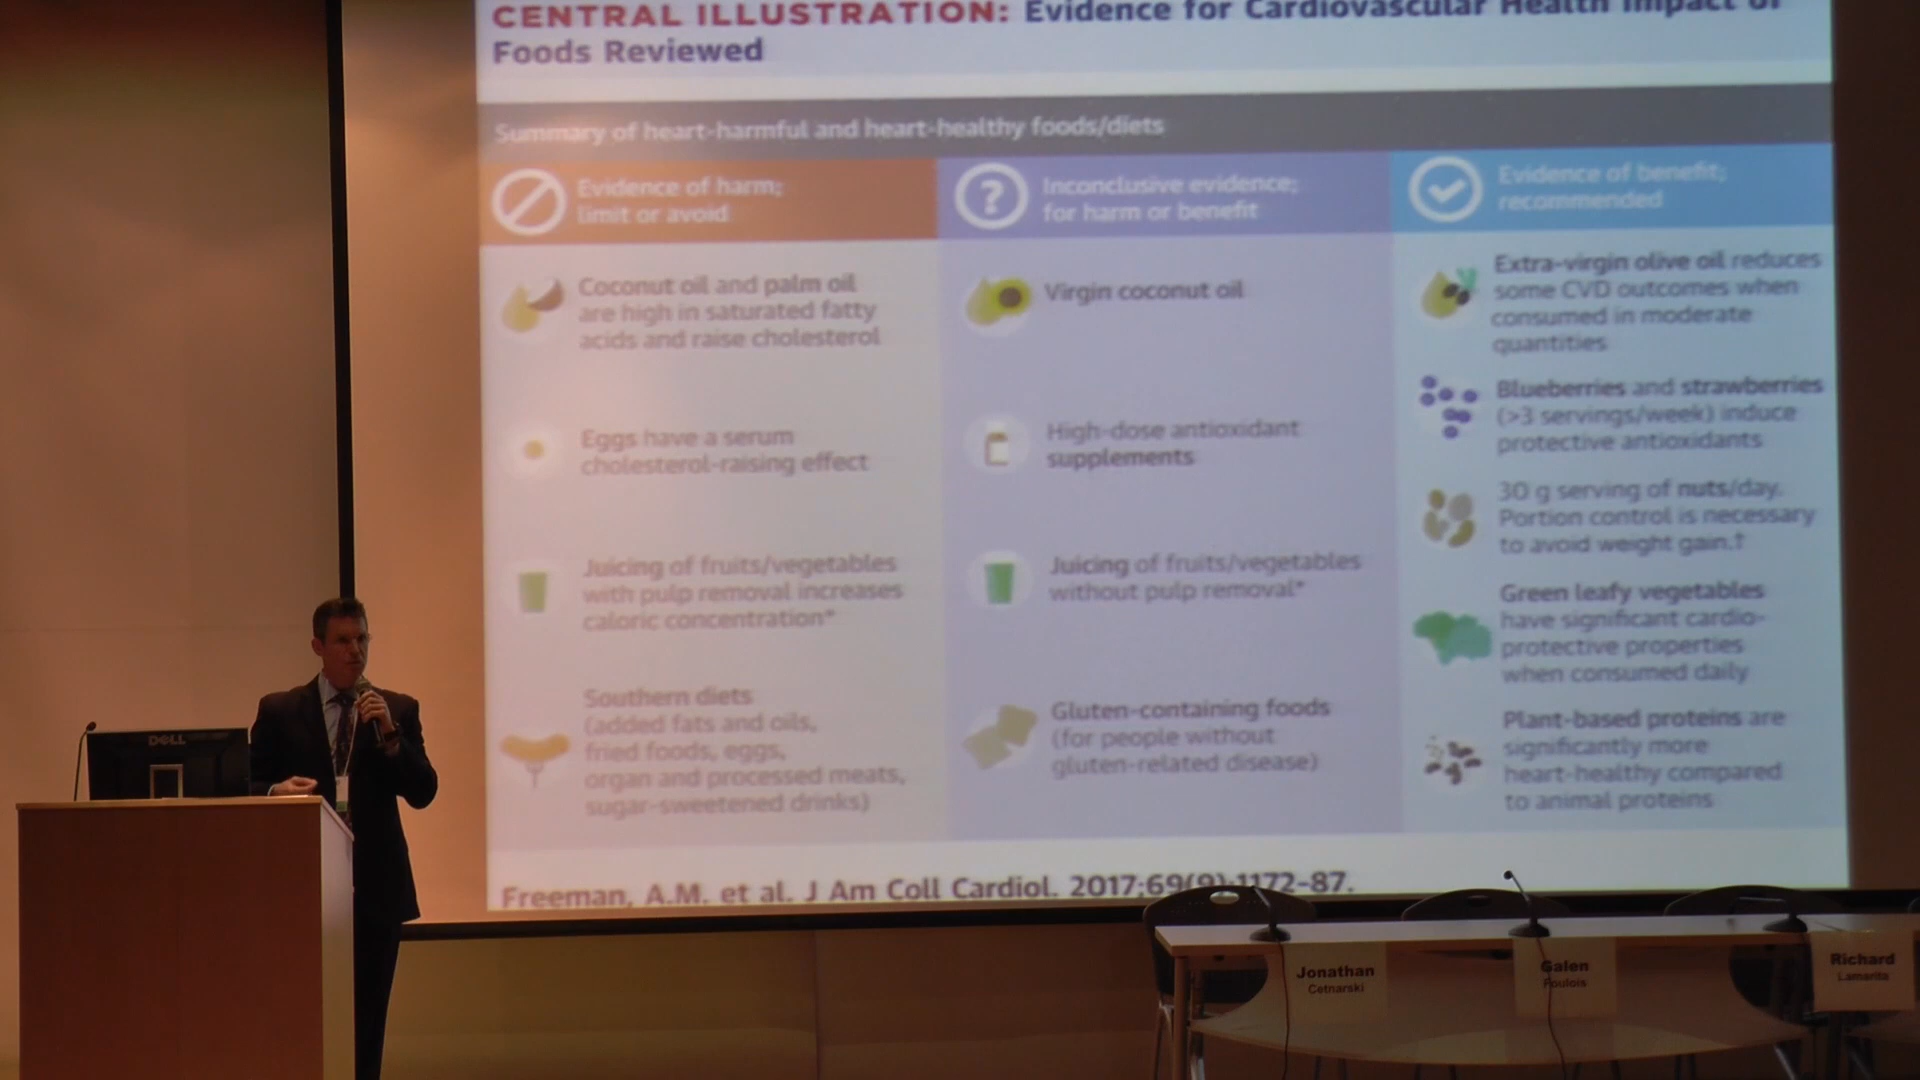 CENTRAL ILLUSTRATION: Evidence for Cardiovascular Health Impact of
Foods Reviewed
Summary of heart-harmful and heart-healthy foods/diets
Evidence of harm;
limit or avoid
Coconut oil and palm oil
are high in saturated fatty
acids and raise cholesterol
Eggs have a serum
cholesterol-raising effect
Juicing of fruits/vegetables
with pulp removal increases
caloric concentration*
Southern diets
(added fats and oils,
fried foods, eggs,
organ and processed meats,
sugar-sweetened drinks)
Inconclusive evidence;
for harm or benefit
Virgin coconut oil
High-dose antioxidant
supplements
Juicing of fruits/vegetables
without pulp removal*
Gluten-containing foods
(for people without
gluten-related disease)
Evidence of benefit;
recommended
Extra-virgin olive oil reduces
some CVD outcomes when
consumed in moderate
quantities
Blueberries and strawberries
(>3 servings/week) induce
protective antioxidants
30 g serving of nuts/day.
Portion control is necessary
to avoid weight gain.†
Green leafy vegetables
have significant cardio-
protective properties
when consumed daily
Plant-based proteins are
significantly more
heart-healthy compared
to animal proteins
Freeman, A.M. et al. J Am Coll Cardiol. 2017;69(9):1172-87.
DELL
Jonathan
Cetnarski
Galen
Foulois
Richard
Lamarita